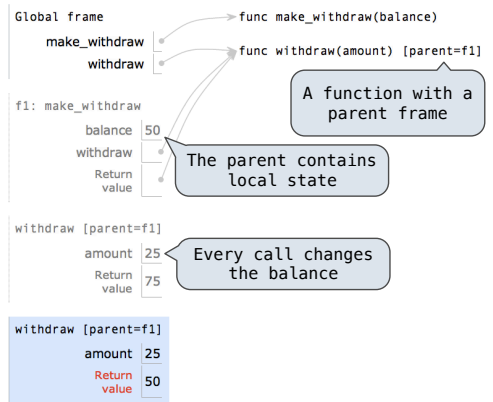 Global frame
make_withdraw
withdraw
func make_withdraw(balance)
func withdraw(amount) [parent=f1]
A function with a
parent frame
f1: make_withdraw
balance 50
withdraw
Return
value
The parent contains
local state
withdraw [parent=f1]
amount 25
Return
value 75
Every call changes
the balance
withdraw [parent=f1]
amount 25
Return
value 50